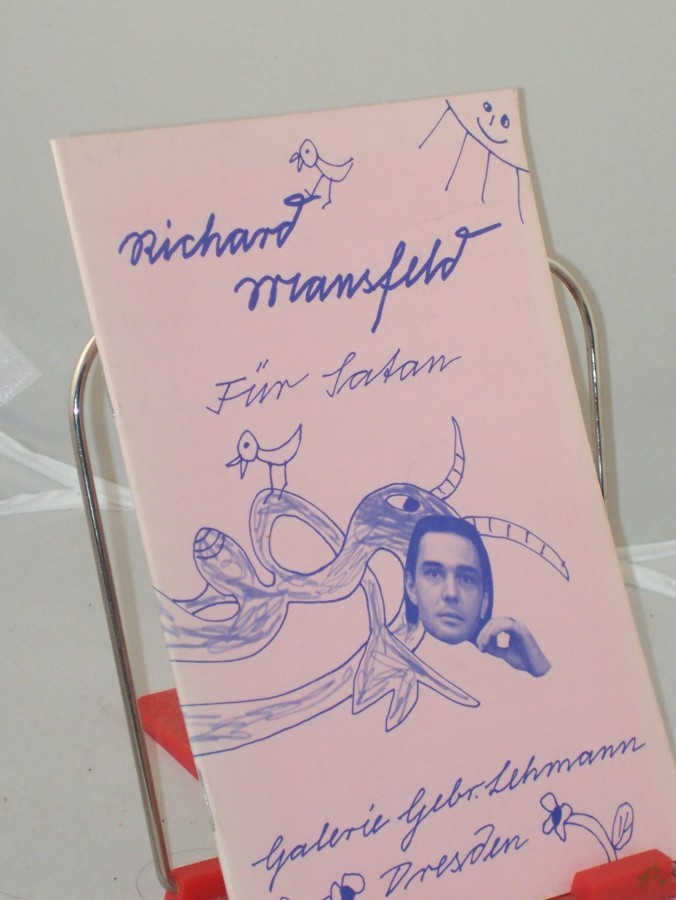 Richard
Mansfeld
Für Satan
Galerie Gebr. Lehmann
Dresden